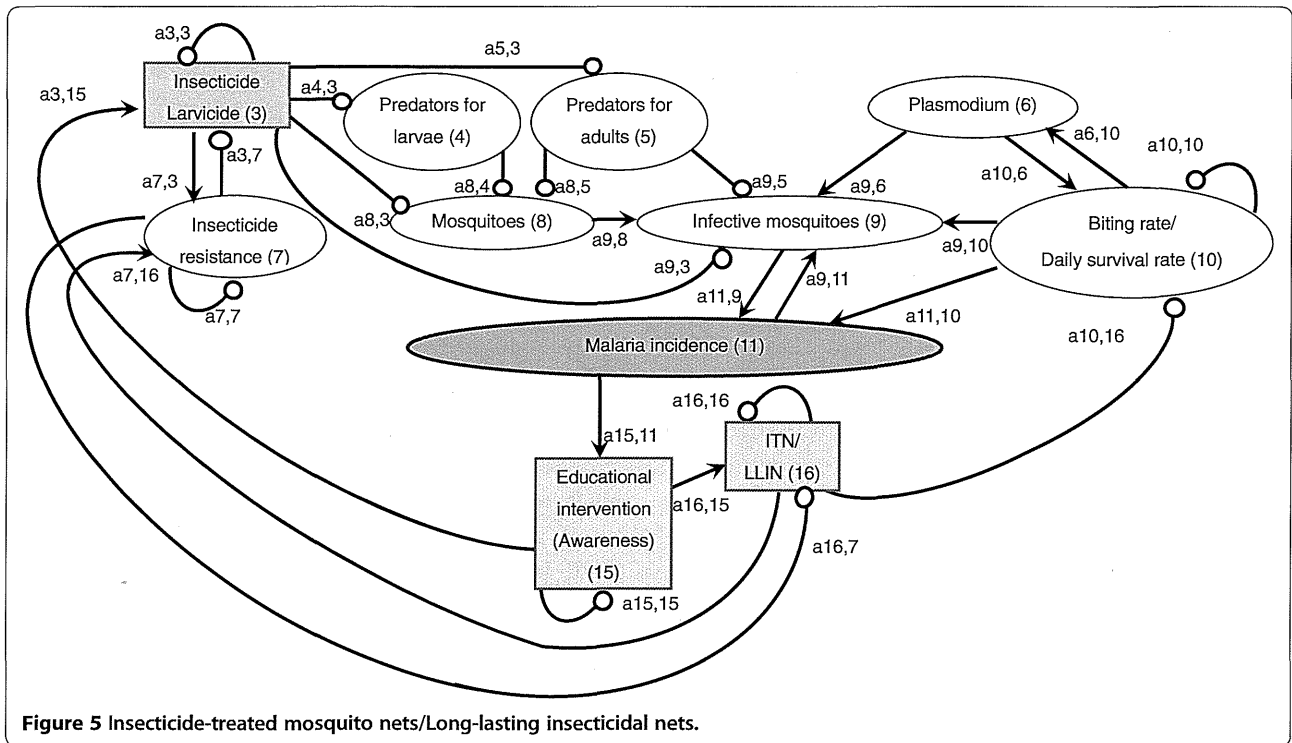 a3,3
a5,3
Insecticide
Larvicide (3)
a4,3
Predators for
larvae (4)
Predators for
adults (5)
Plasmodium (6)
a3,15
a3,7
a7,3
a8,4
a8,5
a9,5
a9,6
a10,6
a6,10
a10,10
a8,3
Mosquitoes (8)
a9,8
Infective mosquitoes (9)
a9,10
Biting rate/
Daily survival rate (10)
Insecticide
resistance (7)
a7,16
a7,7
a9,3
a11,9
a9,11
a11,10
a10,16
Malaria incidence (11)
a16,16
a15,11
ITN/
LLIN (16)
Educational
intervention
(Awareness)
(15)
a16,15
a16,7
a15,15
Figure 5 Insecticide-treated mosquito nets/Long-lasting insecticidal nets.